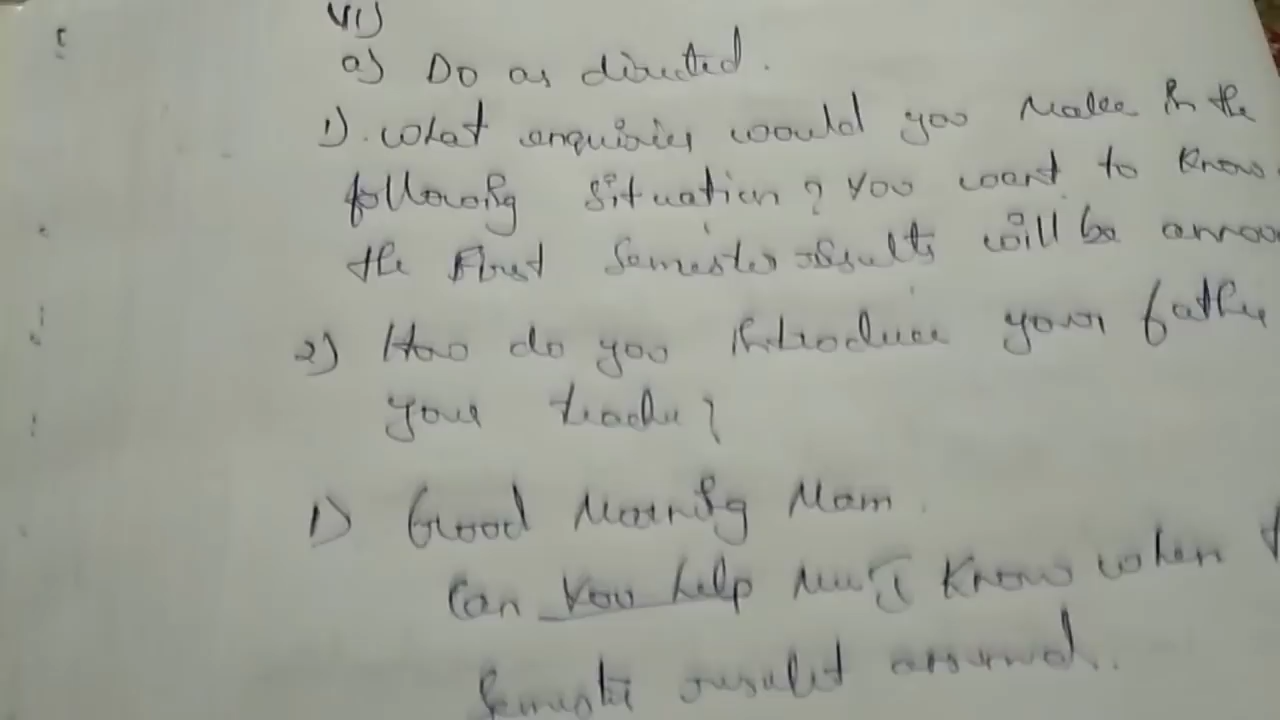 VI)
a) Do as directed.
1). What enquiries would you make in the
following situation? You want to know
the First Semester results will be
2) How do you introduce your father
your teacher?
1) Good Morning Mam.
Can You help me I know when
Semester result